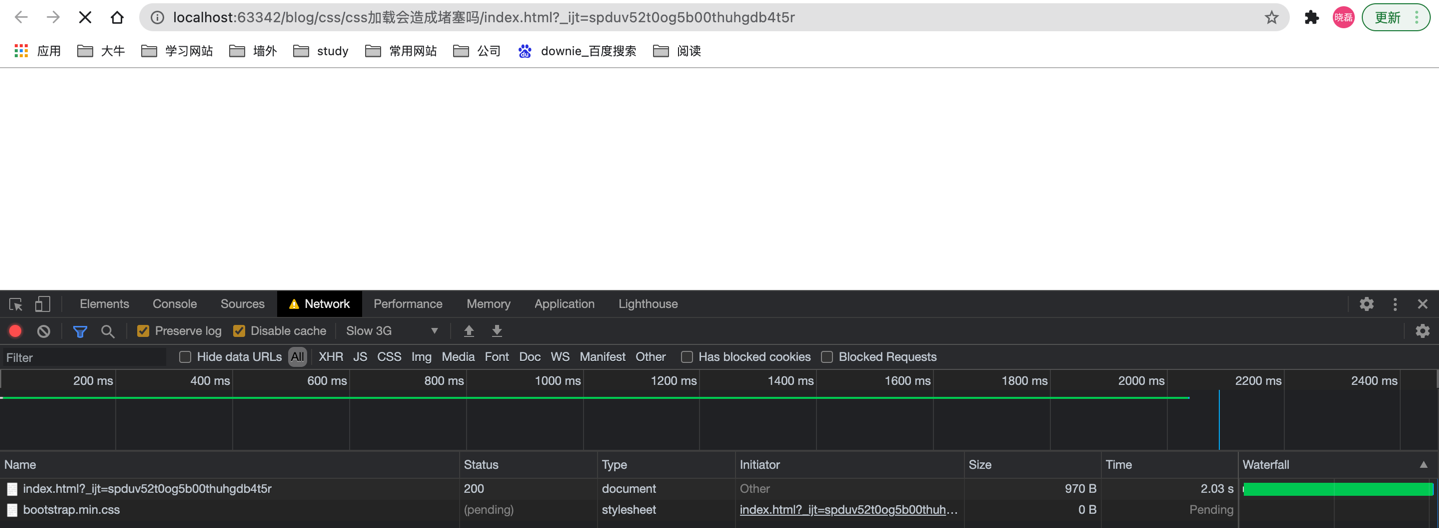 localhost:63342/blog/css/css加载会造成堵塞吗/index.html?_ijt=spduv52t0og5b00thuhgdb4t5r 晓磊 更新
应用 大牛 学习网站 墙外 study 常用网站 公司 downie_百度搜索 阅读
Elements Console Sources Network Performance Memory Application Lighthouse
Preserve log Disable cache Slow 3G
Filter Hide data URLs All XHR JS CSS Img Media Font Doc WS Manifest Other Has blocked cookies Blocked Requests
200 ms 400 ms 600 ms 800 ms 1000 ms 1200 ms 1400 ms 1600 ms 1800 ms 2000 ms 2200 ms 2400 ms
Name Status Type Initiator Size Time Waterfall
index.html?_ijt=spduv52t0og5b00thuhgdb4t5r 200 document Other 970 B 2.03 s
bootstrap.min.css (pending) stylesheet index.html?_ijt=spduv52t0og5b00thuh… 0 B Pending